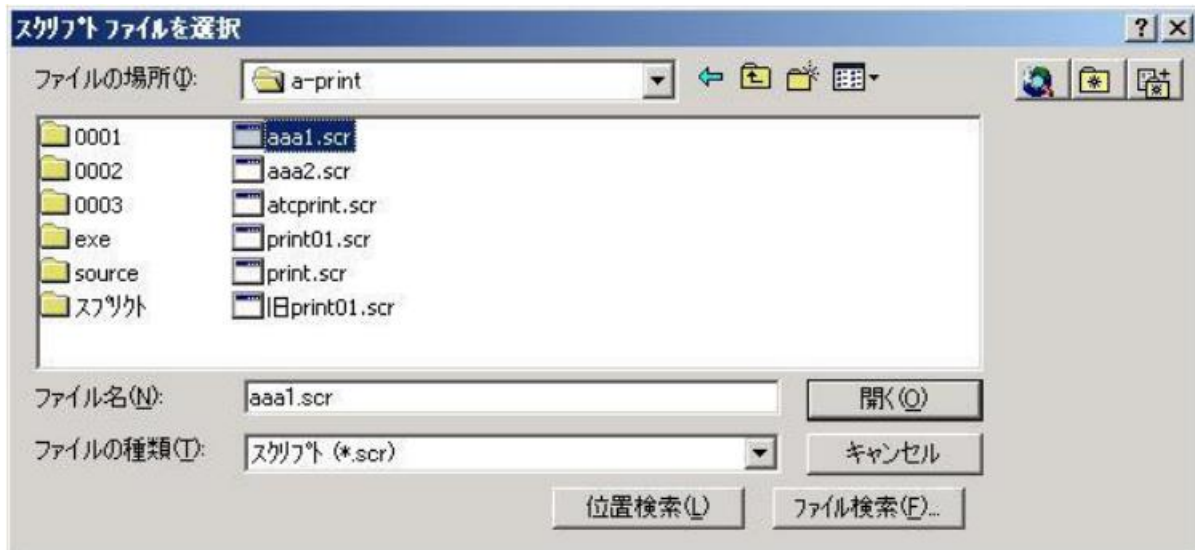 スクリプト ファイルを選択
ファイルの場所(I):
a-print
0001
0002
0003
exe
source
スプリクト
aaa1.scr
aaa2.scr
atcprint.scr
print01.scr
print.scr
旧print01.scr
ファイル名(N):
aaa1.scr
開く(O)
ファイルの種類(T):
スクリプト (*.scr)
キャンセル
位置検索(L)
ファイル検索(F)...